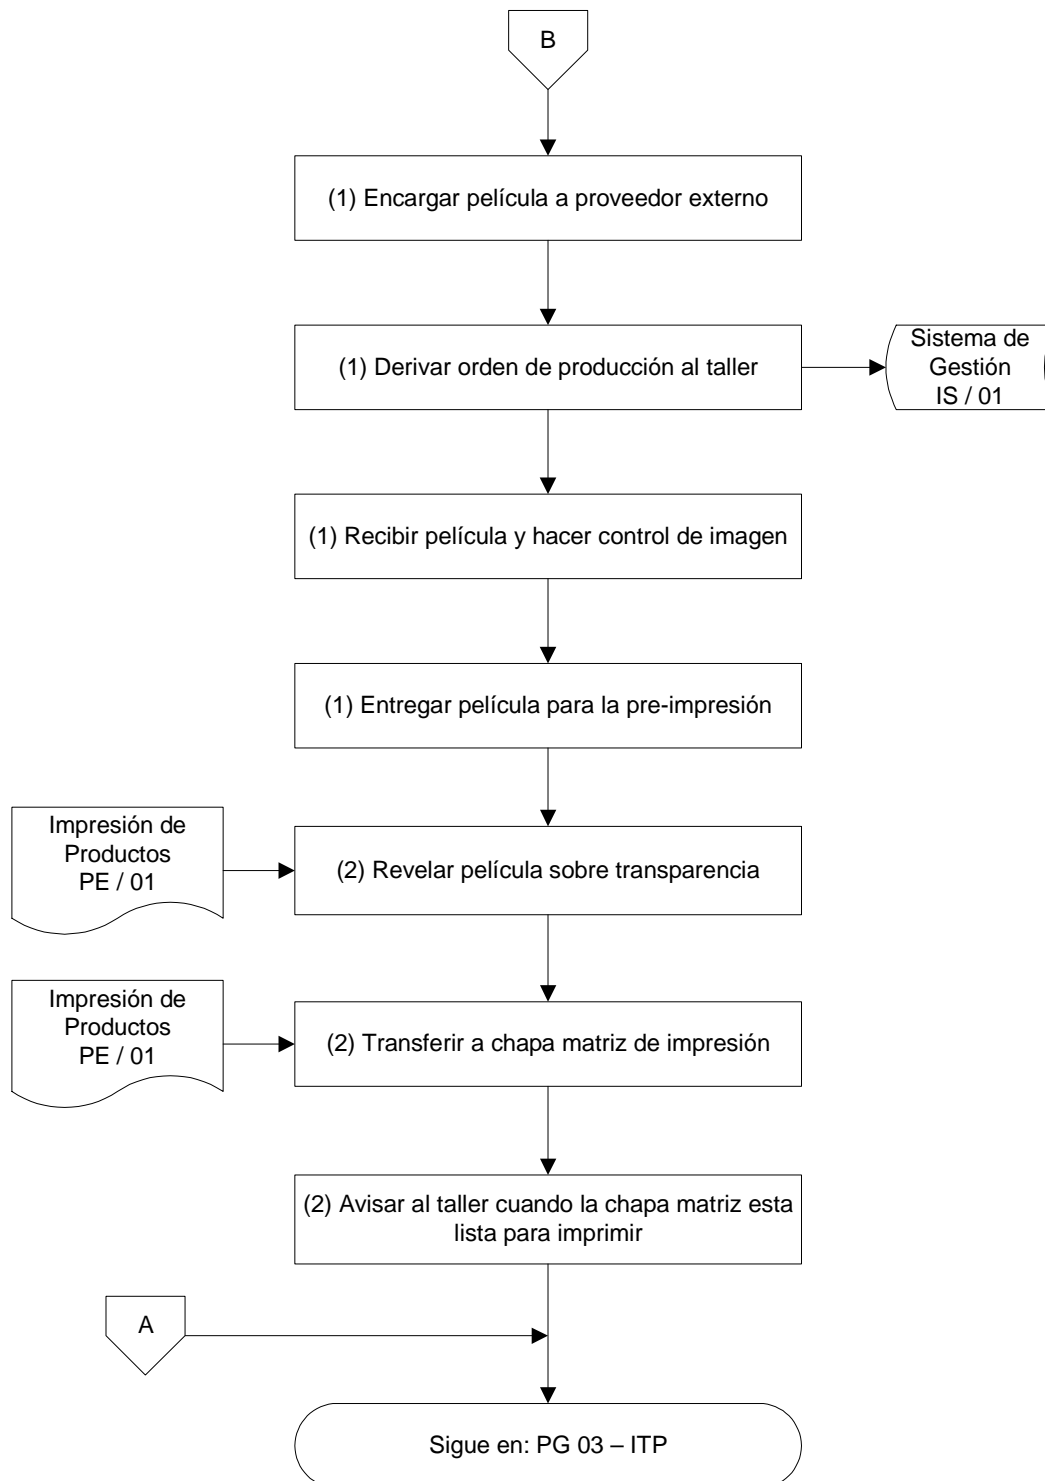 B
(1) Encargar película a proveedor externo
(1) Derivar orden de producción al taller
Sistema de
Gestión
IS / 01
(1) Recibir película y hacer control de imagen
(1) Entregar película para la pre-impresión
Impresión de
Productos
PE / 01
(2) Revelar película sobre transparencia
Impresión de
Productos
PE / 01
(2) Transferir a chapa matriz de impresión
(2) Avisar al taller cuando la chapa matriz esta
lista para imprimir
A
Sigue en: PG 03 – ITP